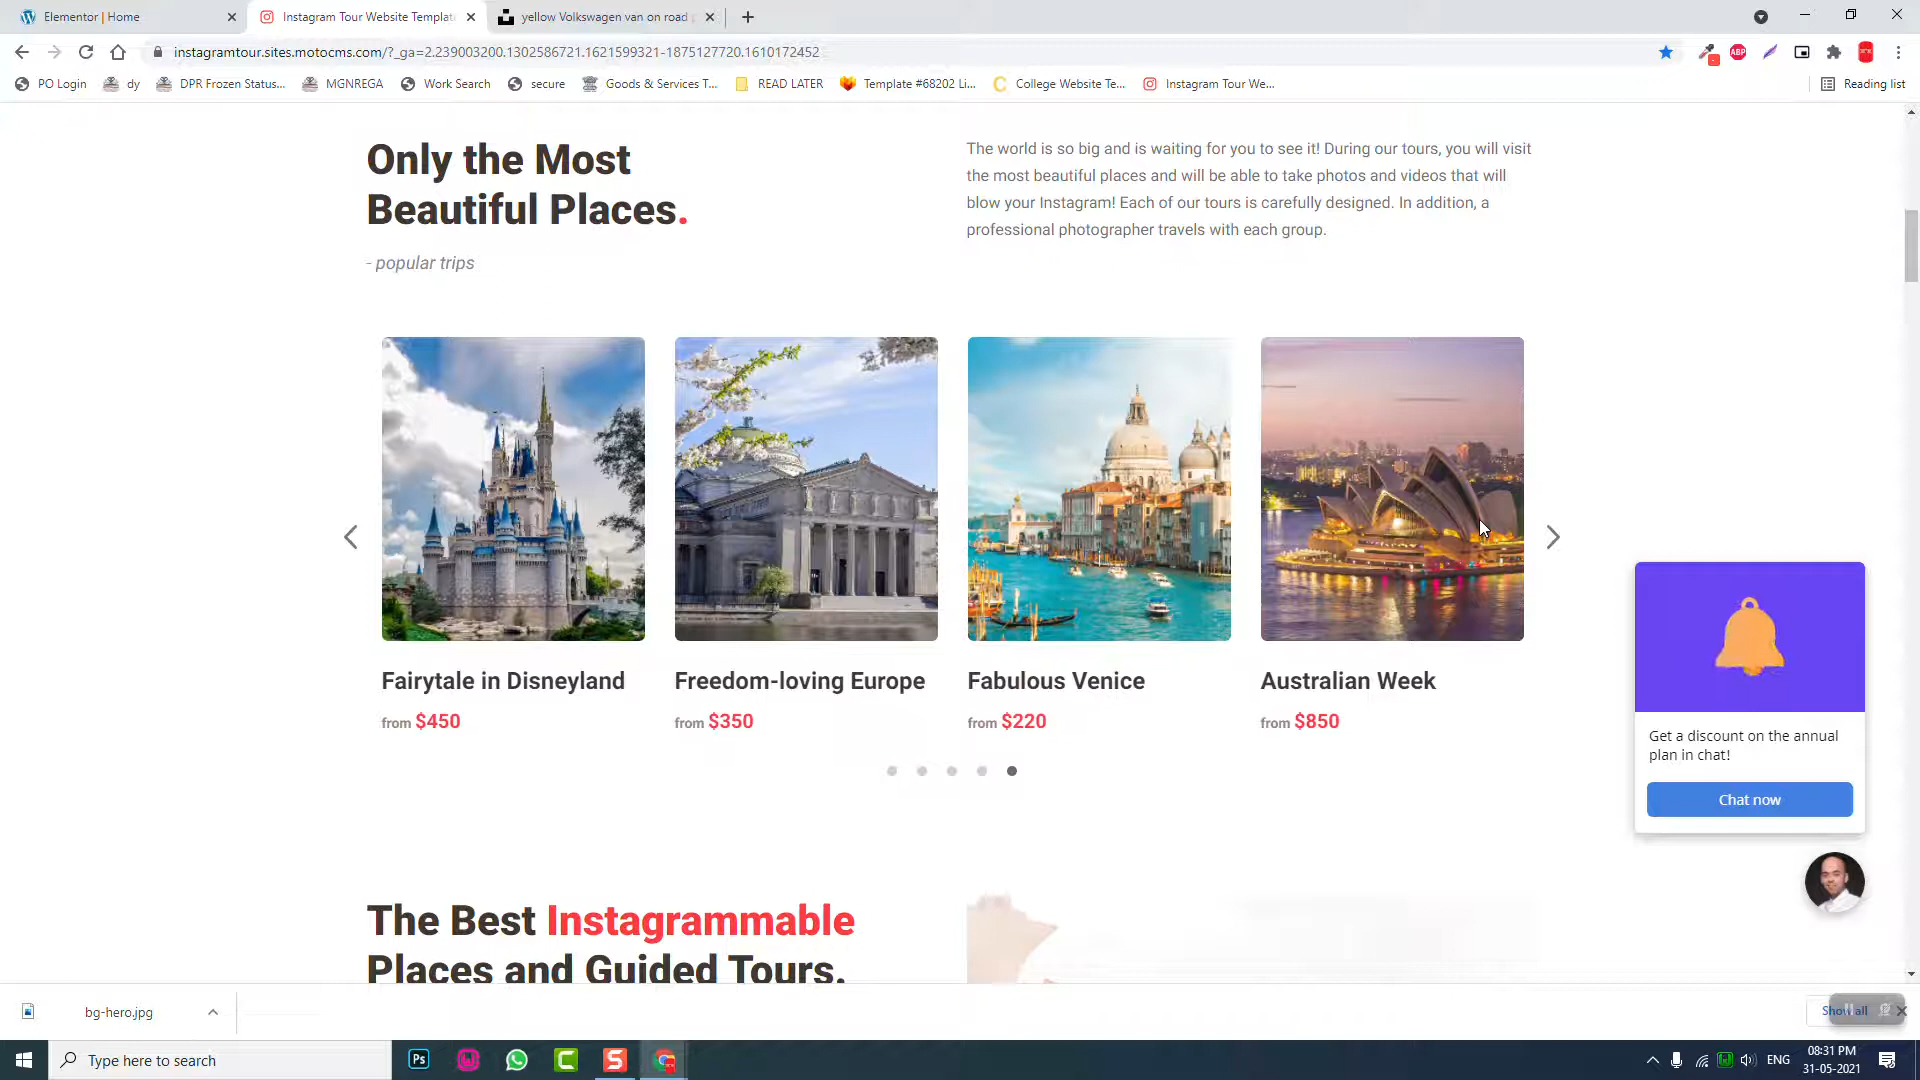 Elementor | Home
Instagram Tour Website Template
yellow Volkswagen van on road
instagramtour.sites.motocms.com/?_ga=2.239003200.1302586721.1621599321-1875127720.1610172452
ABP
PO Login
dy
DPR Frozen Status...
MGNREGA
Work Search
secure
Goods & Services T...
READ LATER
Template #68202 Li...
College Website Te...
Instagram Tour We...
Reading list
Only the Most
Beautiful Places.
- popular trips
The world is so big and is waiting for you to see it! During our tours, you will visit
the most beautiful places and will be able to take photos and videos that will
blow your Instagram! Each of our tours is carefully designed. In addition, a
professional photographer travels with each group.
Fairytale in Disneyland
from $450
Freedom-loving Europe
from $350
Fabulous Venice
from $220
Australian Week
from $850
Get a discount on the annual
plan in chat!
Chat now
The Best Instagrammable
Places and Guided Tours.
bg-hero.jpg
Show all
Type here to search
Ps
ENG
08:31 PM
31-05-2021